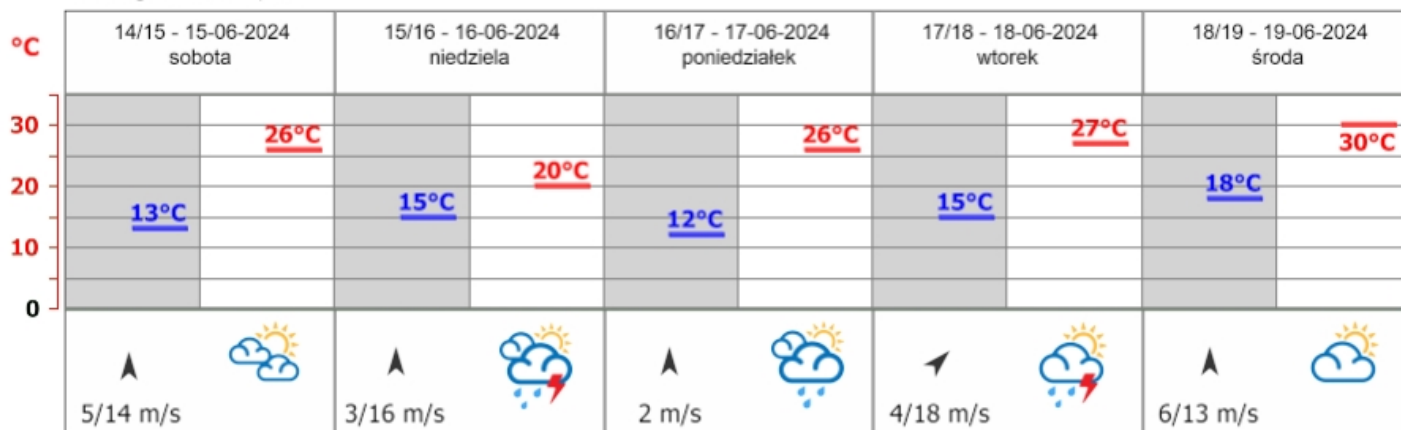 14/15 - 15-06-2024
sobota
15/16 - 16-06-2024
niedziela
16/17 - 17-06-2024
poniedziałek
17/18 - 18-06-2024
wtorek
18/19 - 19-06-2024
środa
°C
30
20
10
0
13°C
26°C
15°C
20°C
12°C
26°C
15°C
27°C
18°C
30°C
5/14 m/s
3/16 m/s
2 m/s
4/18 m/s
6/13 m/s